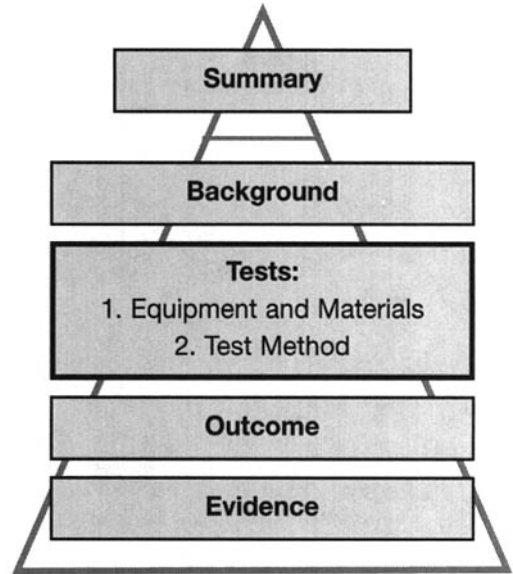 Summary
Background
Tests:
1. Equipment and Materials
2. Test Method
Outcome
Evidence